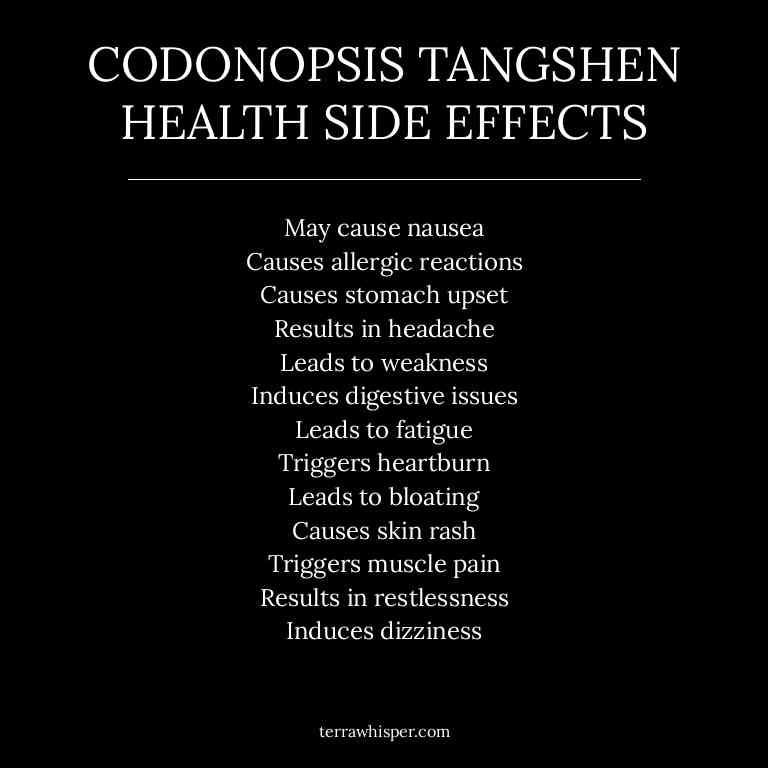 CODONOPSIS TANGSHEN
HEALTH SIDE EFFECTS
May cause nausea
Causes allergic reactions
Causes stomach upset
Results in headache
Leads to weakness
Induces digestive issues
Leads to fatigue
Triggers heartburn
Leads to bloating
Causes skin rash
Triggers muscle pain
Results in restlessness
Induces dizziness
terrawhisper.com